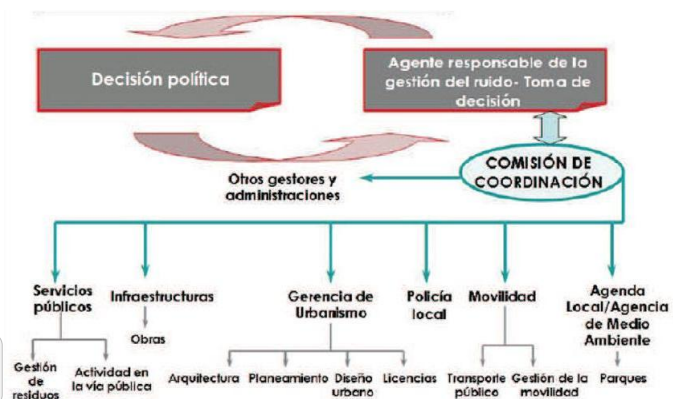 Decisión política
Agente responsable de la
gestión del ruido- Toma de
decisión
COMISIÓN DE
COORDINACIÓN
Otros gestores y
administraciones
Servicios
públicos
Infraestructuras
Gerencia de
Urbanismo
Policía
local
Movilidad
Agenda
Local/Agencia
de Medio
Ambiente
Obras
Gestión
de
residuos
Actividad en
la vía pública
Arquitectura
Planeamiento
Diseño
urbano
Licencias
Transporte
público
Gestión de la
movilidad
Parques